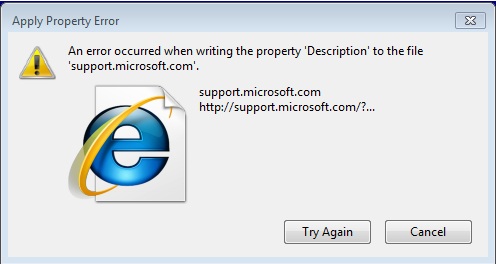 Apply Property Error
An error occurred when writing the property 'Description' to the file
'support.microsoft.com'.
support.microsoft.com
http://support.microsoft.com/?...
Try Again
Cancel